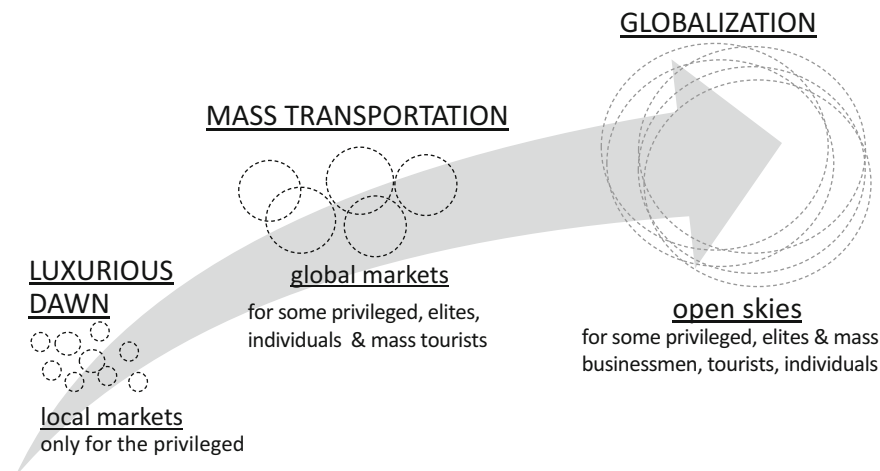 LUXURIOUS
DAWN
local markets
only for the privileged
MASS TRANSPORTATION
global markets
for some privileged, elites,
individuals & mass tourists
GLOBALIZATION
open skies
for some privileged, elites & mass
businessmen, tourists, individuals